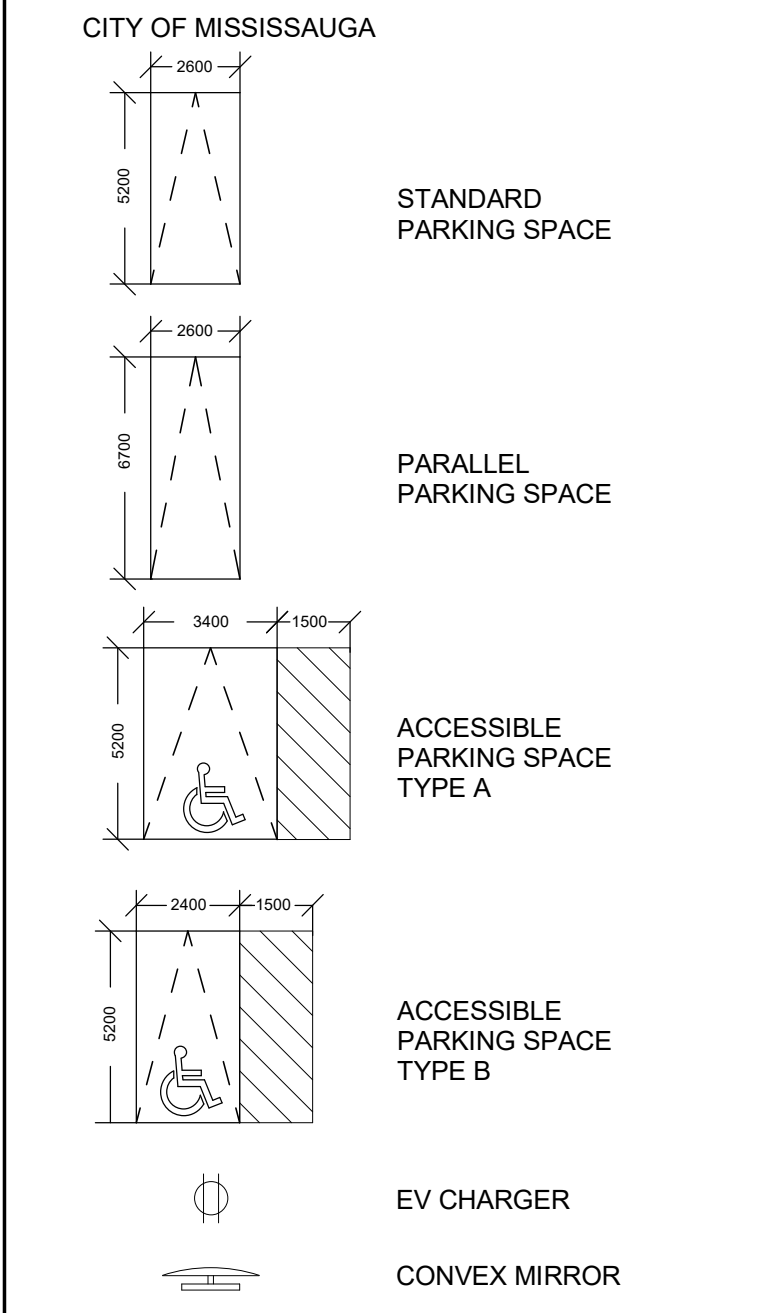 CITY OF MISSISSAUGA
2600
5200
STANDARD
PARKING SPACE
2600
6700
PARALLEL
PARKING SPACE
3400
1500
5200
ACCESSIBLE
PARKING SPACE
TYPE A
2400
1500
5200
ACCESSIBLE
PARKING SPACE
TYPE B
EV CHARGER
CONVEX MIRROR